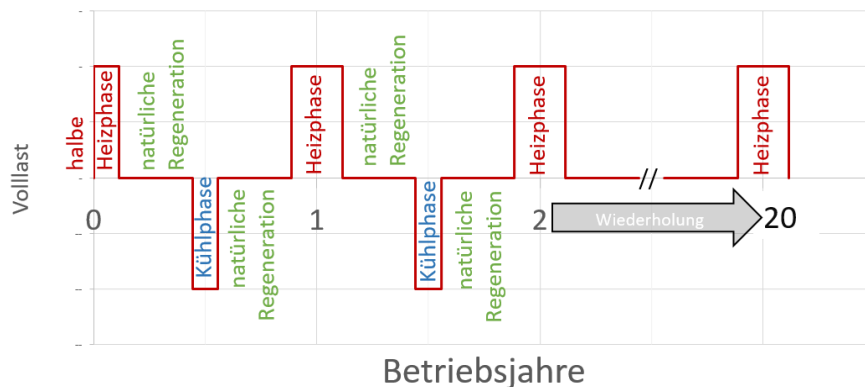 Volllast
halbe
Heizphase
natürliche
Regeneration
Kühlphase
natürliche
Regeneration
Heizphase
natürliche
Regeneration
Kühlphase
natürliche
Regeneration
Heizphase
//
Heizphase
0
1
2
Wiederholung
20
Betriebsjahre